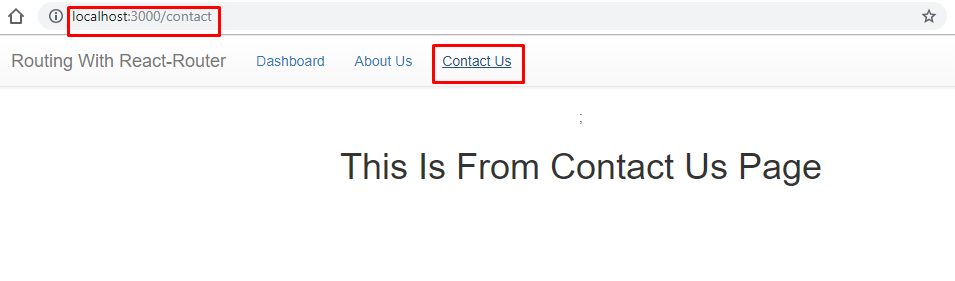 localhost:3000/contact
Routing With React-Router Dashboard About Us Contact Us
;
This Is From Contact Us Page